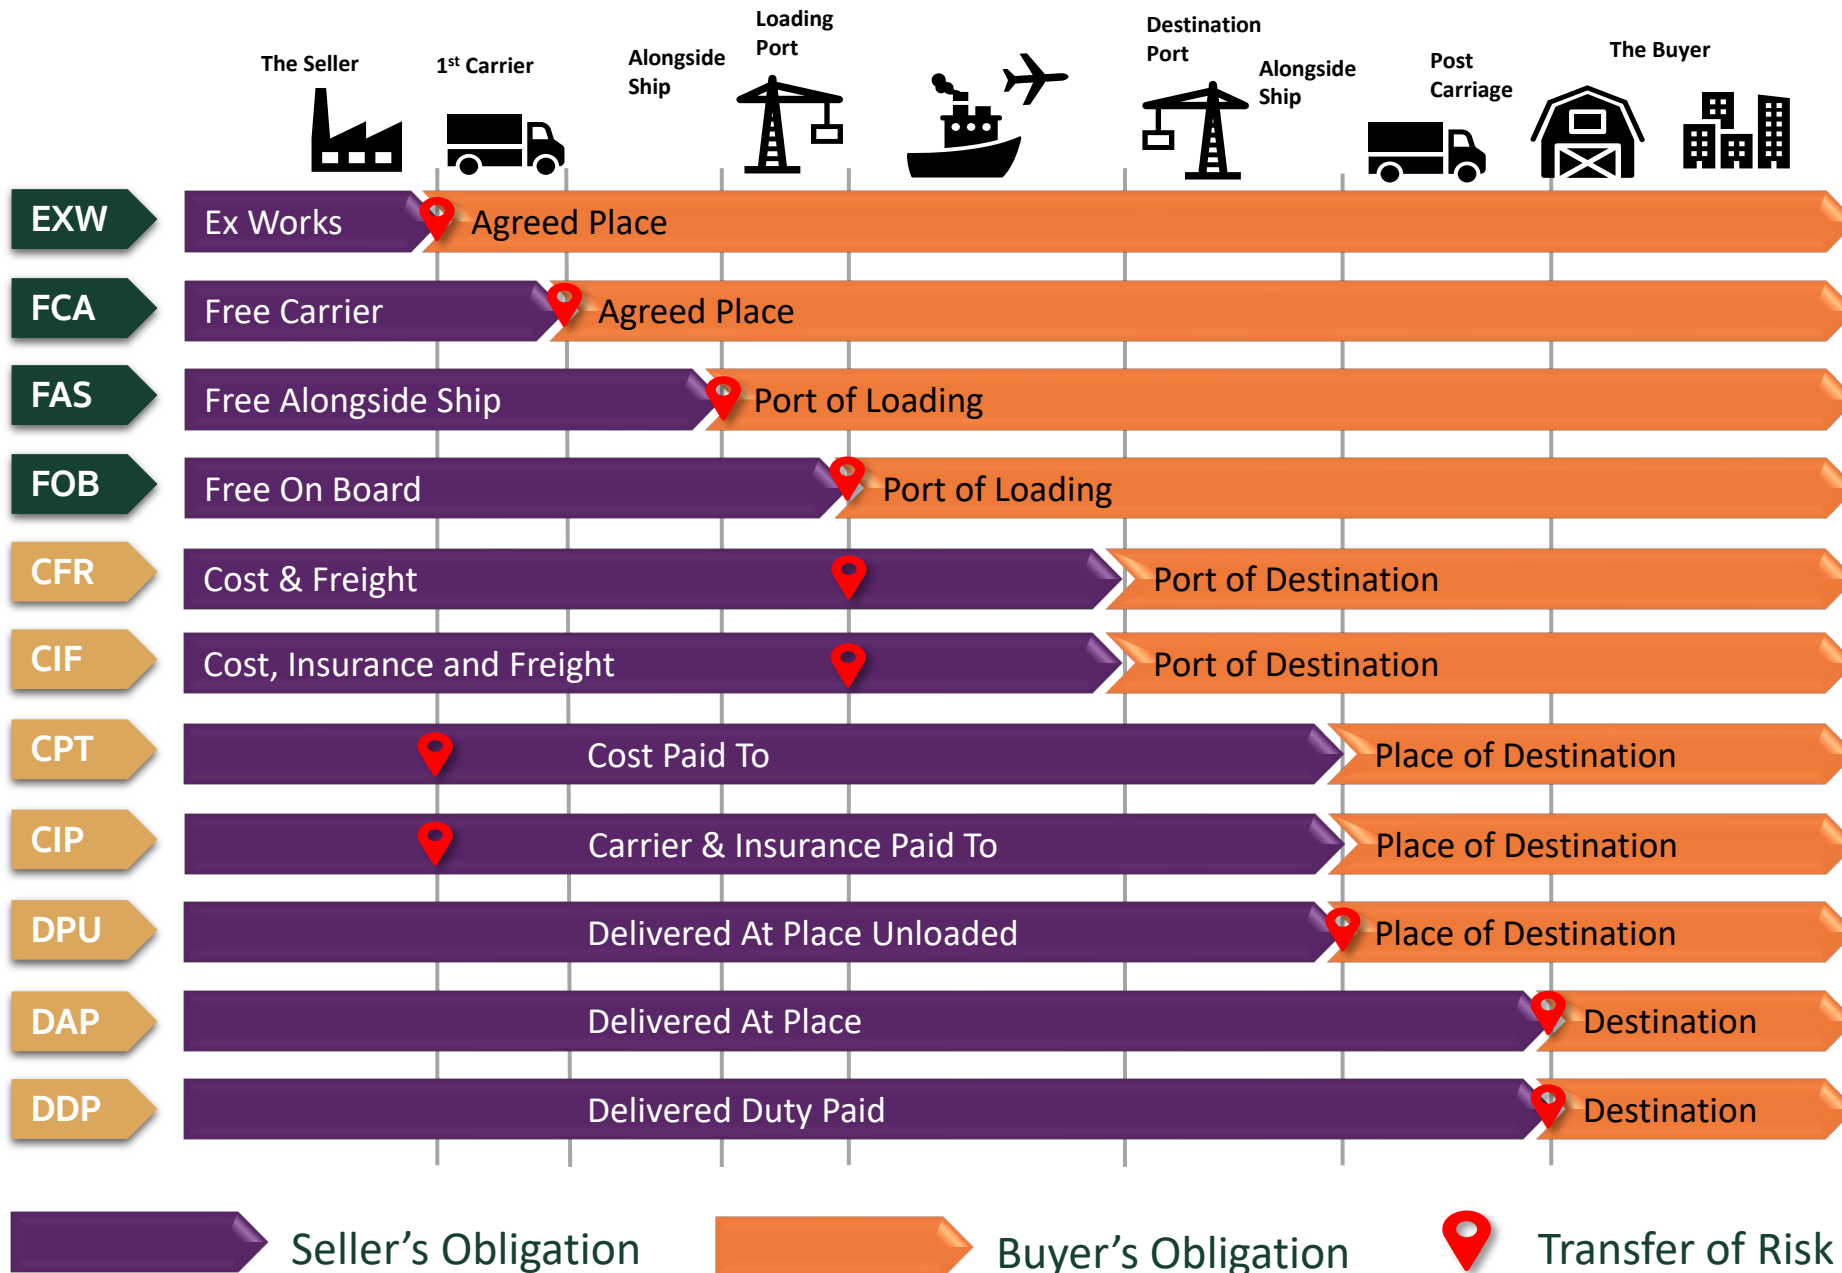 The Seller
1st Carrier
Alongside
Ship
Loading
Port
Destination
Port
Alongside
Ship
Post
Carriage
The Buyer
EXW
Ex Works
Agreed Place
FCA
Free Carrier
Agreed Place
FAS
Free Alongside Ship
Port of Loading
FOB
Free On Board
Port of Loading
CFR
Cost & Freight
Port of Destination
CIF
Cost, Insurance and Freight
Port of Destination
CPT
Cost Paid To
Place of Destination
CIP
Carrier & Insurance Paid To
Place of Destination
DPU
Delivered At Place Unloaded
Place of Destination
DAP
Delivered At Place
Destination
DDP
Delivered Duty Paid
Destination
Seller’s Obligation
Buyer’s Obligation
Transfer of Risk